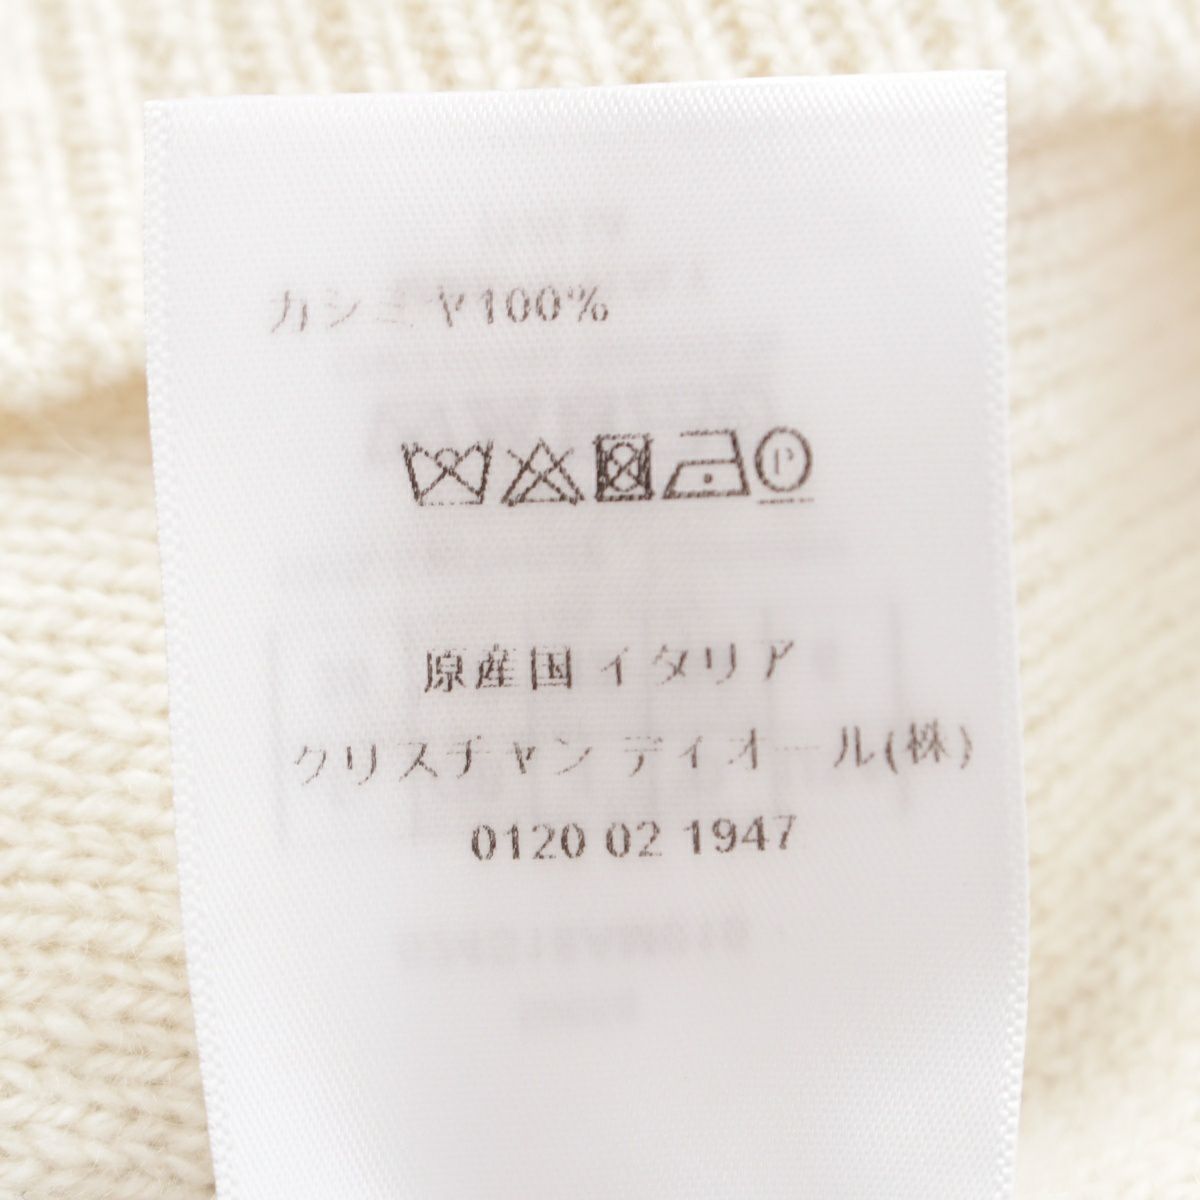 カシミヤ100%
P
原産国 イタリア
クリスチャン ディオール(株)
0120 02 1947